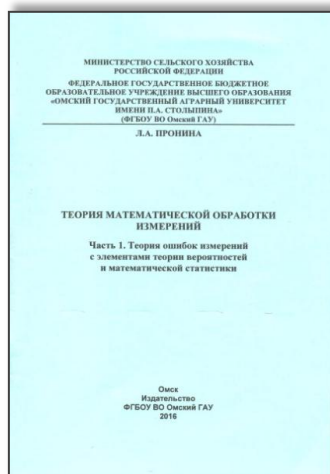 МИНИСТЕРСТВО СЕЛЬСКОГО ХОЗЯЙСТВА
РОССИЙСКОЙ ФЕДЕРАЦИИ
ФЕДЕРАЛЬНОЕ ГОСУДАРСТВЕННОЕ БЮДЖЕТНОЕ
ОБРАЗОВАТЕЛЬНОЕ УЧРЕЖДЕНИЕ ВЫСШЕГО ОБРАЗОВАНИЯ
«ОМСКИЙ ГОСУДАРСТВЕННЫЙ АГРАРНЫЙ УНИВЕРСИТЕТ
ИМЕНИ П.А. СТОЛЫПИНА»
(ФГБОУ ВО Омский ГАУ)
Л.А. ПРОНИНА
ТЕОРИЯ МАТЕМАТИЧЕСКОЙ ОБРАБОТКИ
ИЗМЕРЕНИЙ
Часть 1. Теория ошибок измерений
с элементами теории вероятностей
и математической статистики
Омск
Издательство
ФГБОУ ВО Омский ГАУ
2016